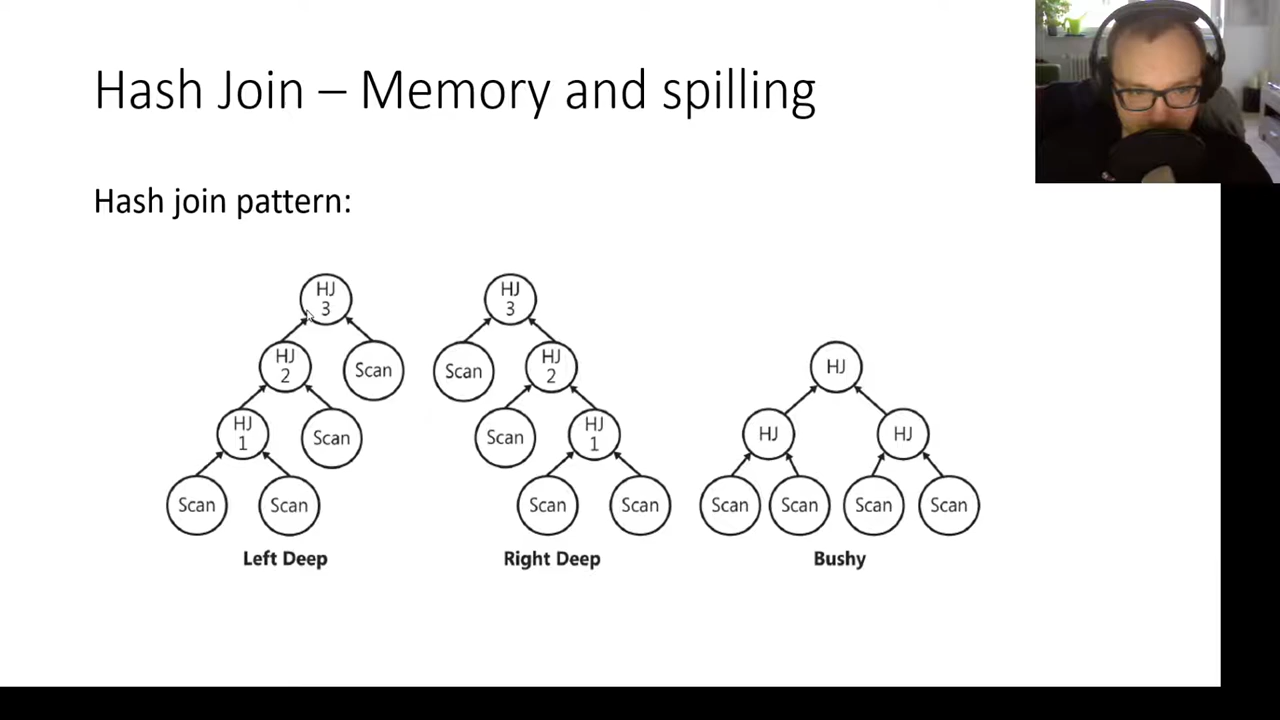 Hash Join – Memory and spilling
Hash join pattern:
HJ
3
HJ
2
Scan
HJ
1
Scan
Scan
Scan
Left Deep
HJ
3
Scan
HJ
2
Scan
HJ
1
Scan
Scan
Right Deep
HJ
HJ
HJ
Scan
Scan
Scan
Scan
Bushy